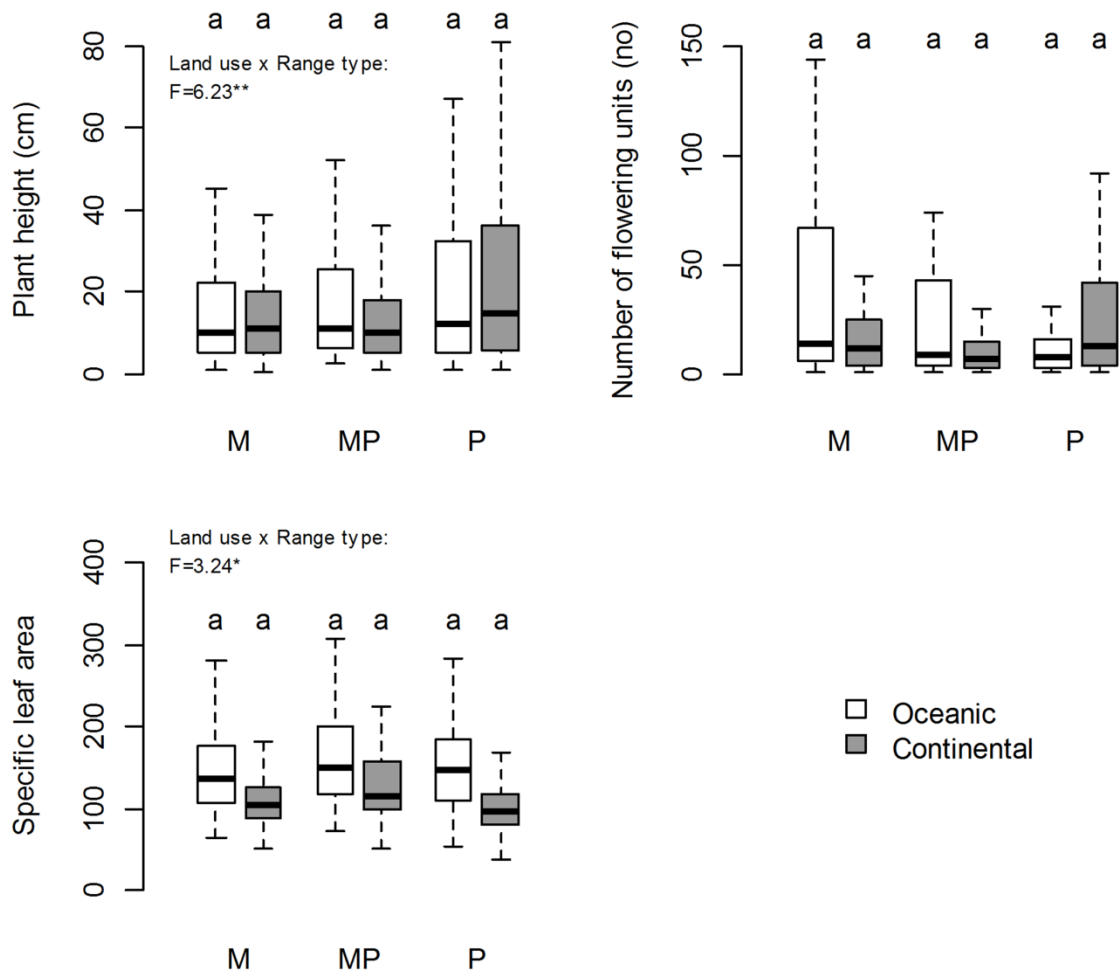 a a a a a a
Land use x Range type:
F=6.23**
Plant height (cm)
80
60
40
20
0
M MP P
a a a a a a
Number of flowering units (no)
150
100
50
0
M MP P
Land use x Range type:
F=3.24*
a a a a a a
Specific leaf area
400
300
200
100
0
M MP P
Oceanic
Continental